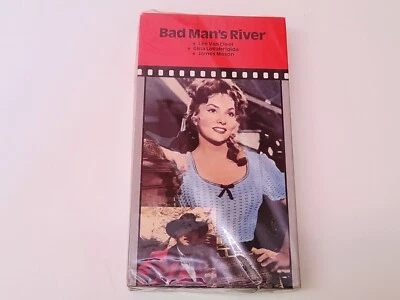 Bad Man's River
Lee Van Cleef
Gina Lollobrigida
James Mason